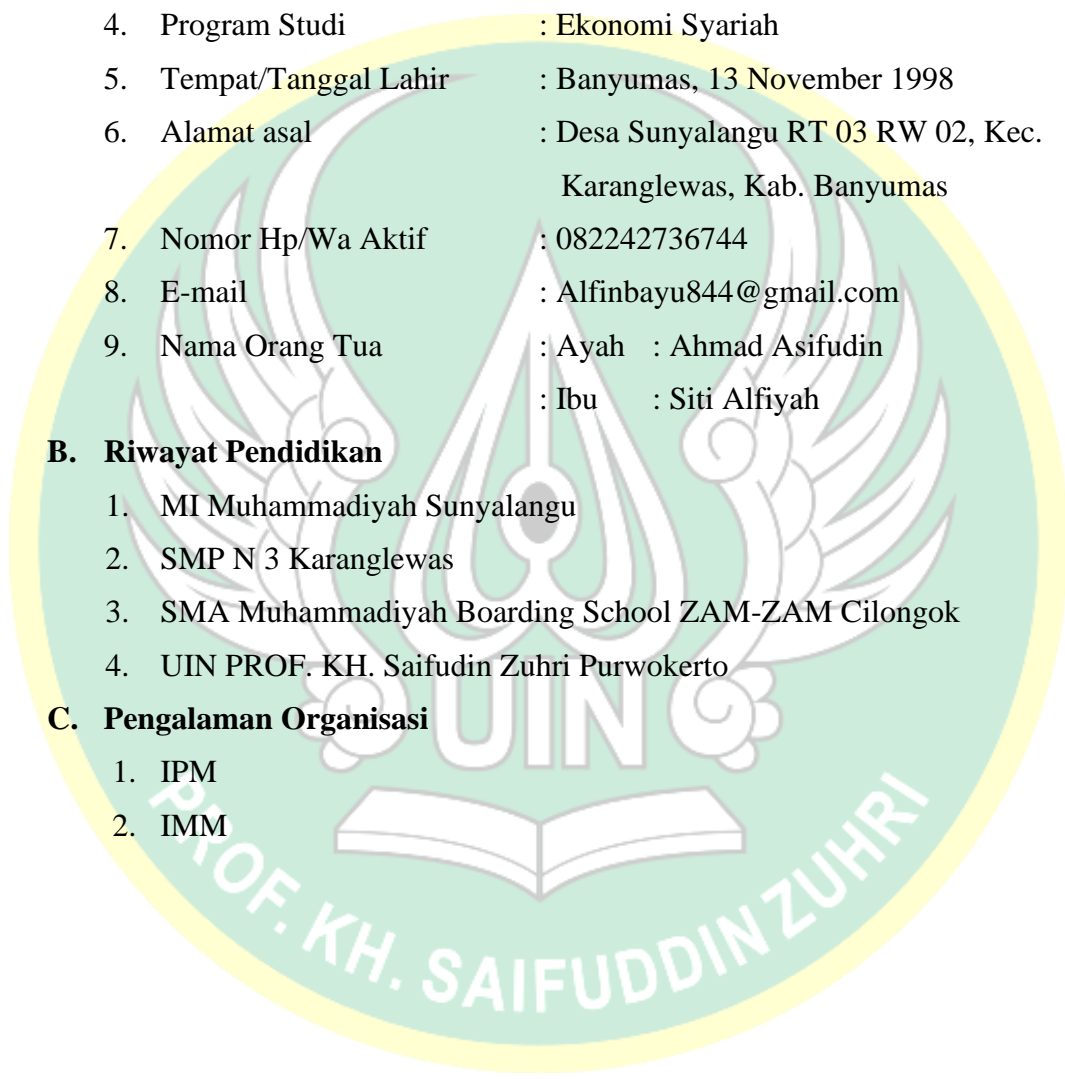 4. Program Studi : Ekonomi Syariah
5. Tempat/Tanggal Lahir : Banyumas, 13 November 1998
6. Alamat asal : Desa Sunyalangu RT 03 RW 02, Kec.
Karanglewas, Kab. Banyumas
7. Nomor Hp/Wa Aktif : 082242736744
8. E-mail : Alfinbayu844@gmail.com
9. Nama Orang Tua : Ayah : Ahmad Asifudin
: Ibu : Siti Alfiyah
B. Riwayat Pendidikan
1. MI Muhammadiyah Sunyalangu
2. SMP N 3 Karanglewas
3. SMA Muhammadiyah Boarding School ZAM-ZAM Cilongok
4. UIN PROF. KH. Saifudin Zuhri Purwokerto
C. Pengalaman Organisasi
1. IPM
2. IMM
UIN
PROF. KH. SAIFUDDIN ZUHRI